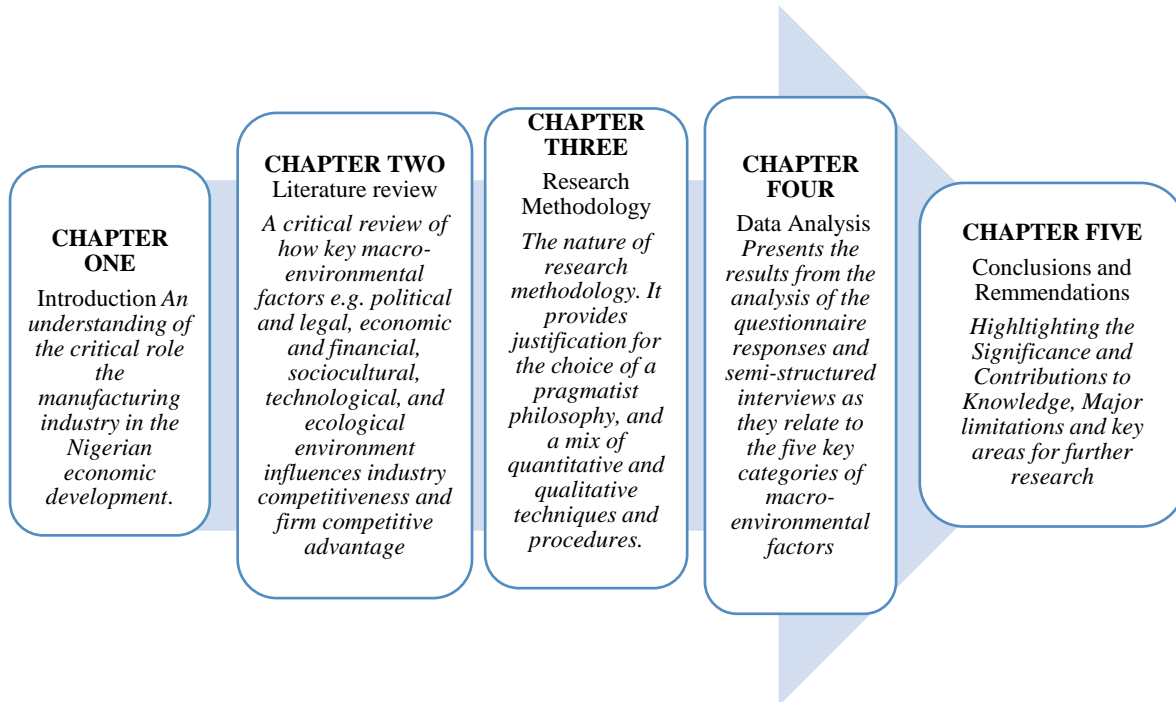 CHAPTER
ONE
Introduction An
understanding of
the critical role
the
manufacturing
industry in the
Nigerian
economic
development.
CHAPTER TWO
Literature review
A critical review of
how key macro-
environmental
factors e.g. political
and legal, economic
and financial,
sociocultural,
technological, and
ecological
environment
influences industry
competitiveness and
firm competitive
advantage
CHAPTER
THREE
Research
Methodology
The nature of
research
methodology. It
provides
justification for
the choice of a
pragmatist
philosophy, and
a mix of
quantitative and
qualitative
techniques and
procedures.
CHAPTER
FOUR
Data Analysis
Presents the
results from the
analysis of the
questionnaire
responses and
semi-structured
interviews as
they relate to
the five key
categories of
macro-
environmental
factors
CHAPTER FIVE
Conclusions and
Remmendations
Highltighting the
Significance and
Contributions to
Knowledge, Major
limitations and key
areas for further
research